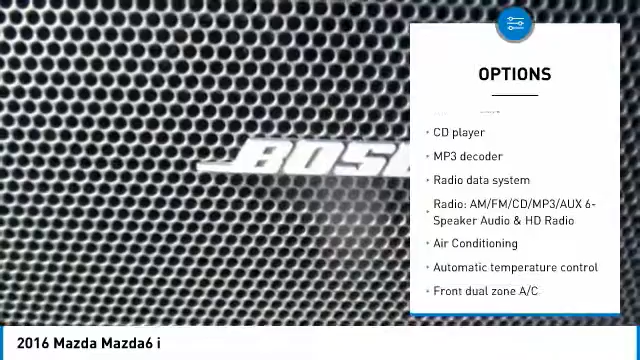 OPTIONS
CD player
MP3 decoder
Radio data system
Radio: AM/FM/CD/MP3/AUX 6-
Speaker Audio & HD Radio
Air Conditioning
Automatic temperature control
Front dual zone A/C
2016 Mazda Mazda6 i